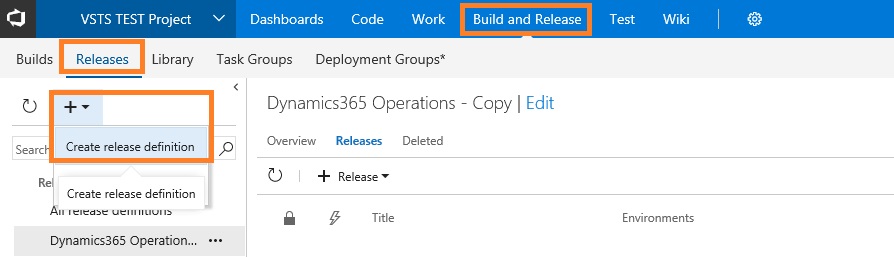 VSTS TEST Project Dashboards Code Work Build and Release Test Wiki
Builds Releases Library Task Groups Deployment Groups*
Dynamics365 Operations - Copy | Edit
Create release definition
Search
Overview Releases Deleted
Create release definition
+ Release
All release definitions
Title Environments
Dynamics365 Operation... ...